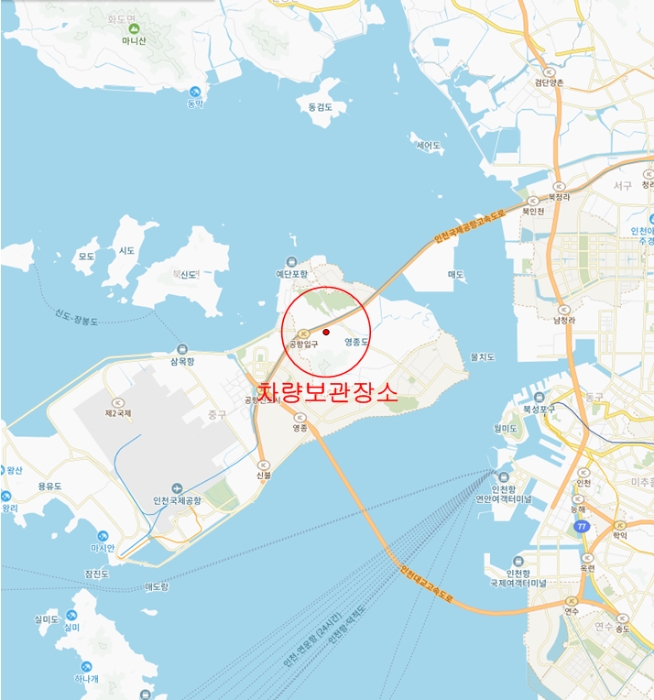 화도면
마니산
동막
동검도
세어도
검단양촌
북청라
서구
청라
북인천
인천국제공항고속도로
인천아
주경
모도
시도
북신도
예단포항
매도
신도-장봉도
공항입구
영종도
남청라
삼목항
물치도
차량보관장소
공항신도시
제2국제
중구
영종
동구
북성포구
월미도
왕산
신불
용유도
왕리
인천국제공항
인천항
연안여객터미널
인천
미추홀
능해
77
학익
마시안
잠진도
매도랑
인천항
국제여객터미널
옥련
인천대교고속도로
실미도
실미
연수
연수
송도
인천-연운항 (24시간)
인천항-덕적도
하나개